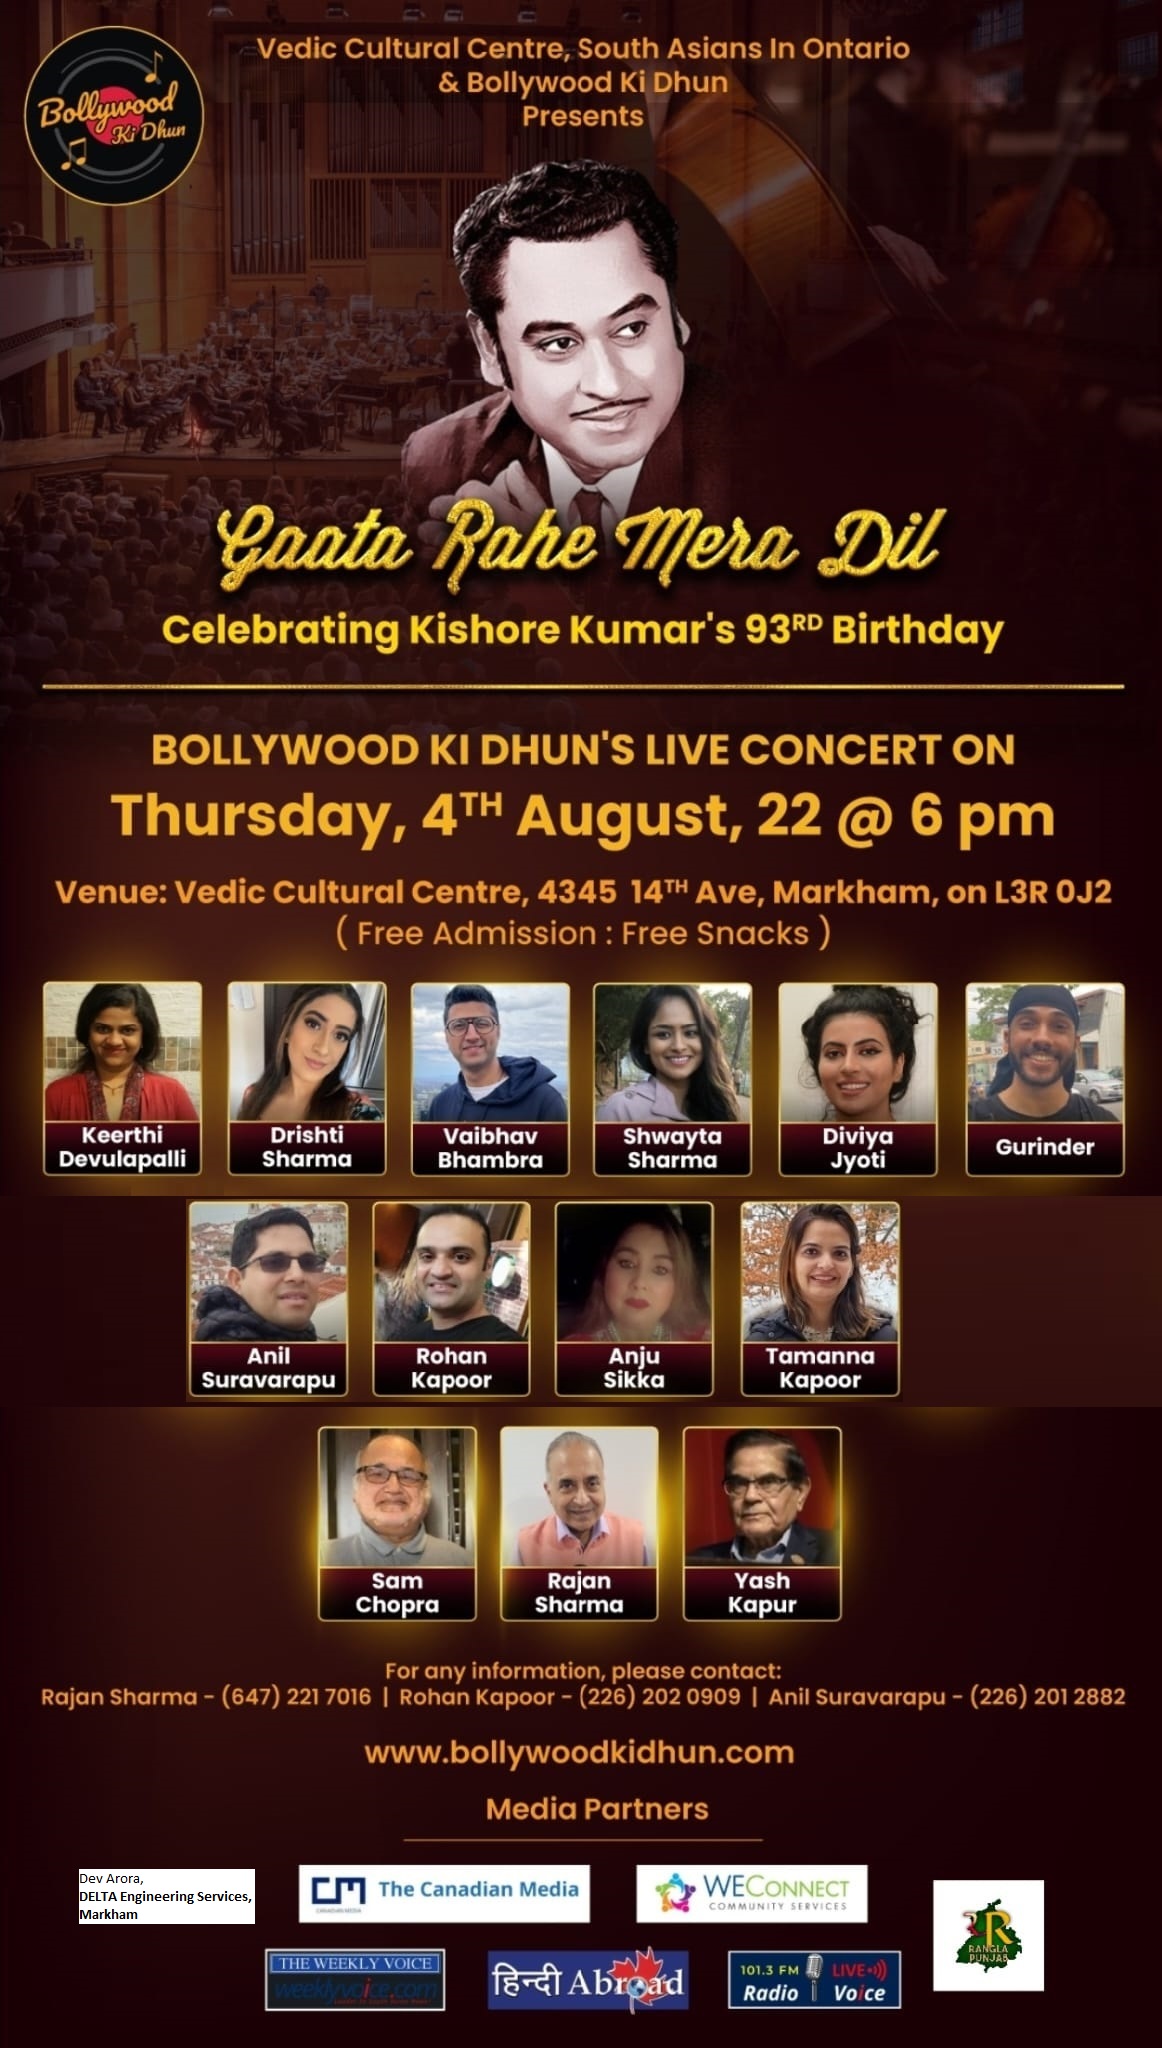 Bollywood
Ki Dhun
Vedic Cultural Centre, South Asians In Ontario
& Bollywood Ki Dhun
Presents
Gaata Rahe Mera Dil
Celebrating Kishore Kumar's 93RD Birthday
BOLLYWOOD KI DHUN'S LIVE CONCERT ON
Thursday, 4TH August, 22 @ 6 pm
Venue: Vedic Cultural Centre, 4345 14TH Ave, Markham, on L3R 0J2
( Free Admission : Free Snacks )
Keerthi
Devulapalli
Drishti
Sharma
Vaibhav
Bhambra
Shwayta
Sharma
Diviya
Jyoti
Gurinder
Anil
Suravarapu
Rohan
Kapoor
Anju
Sikka
Tamanna
Kapoor
Sam
Chopra
Rajan
Sharma
Yash
Kapur
For any information, please contact:
Rajan Sharma - (647) 221 7016 | Rohan Kapoor - (226) 202 0909 | Anil Suravarapu - (226) 201 2882
www.bollywoodkidhun.com
Media Partners
Dev Arora,
DELTA Engineering Services,
Markham
CM The Canadian Media
CANADIAN MEDIA
WECONNECT
COMMUNITY SERVICES
R
RANGLA
PUNJAB
THE WEEKLY VOICE
weeklyvoice.com
हिन्दी Abroad
101.3 FM LIVE
Radio Voice